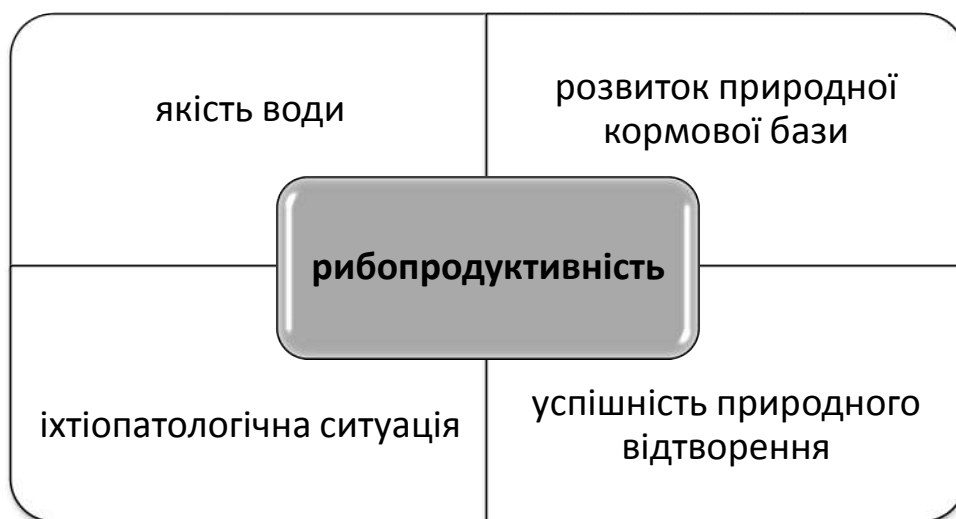 якість води
розвиток природної
кормової бази
рибопродуктивність
іхтіопатологічна ситуація
успішність природного
відтворення